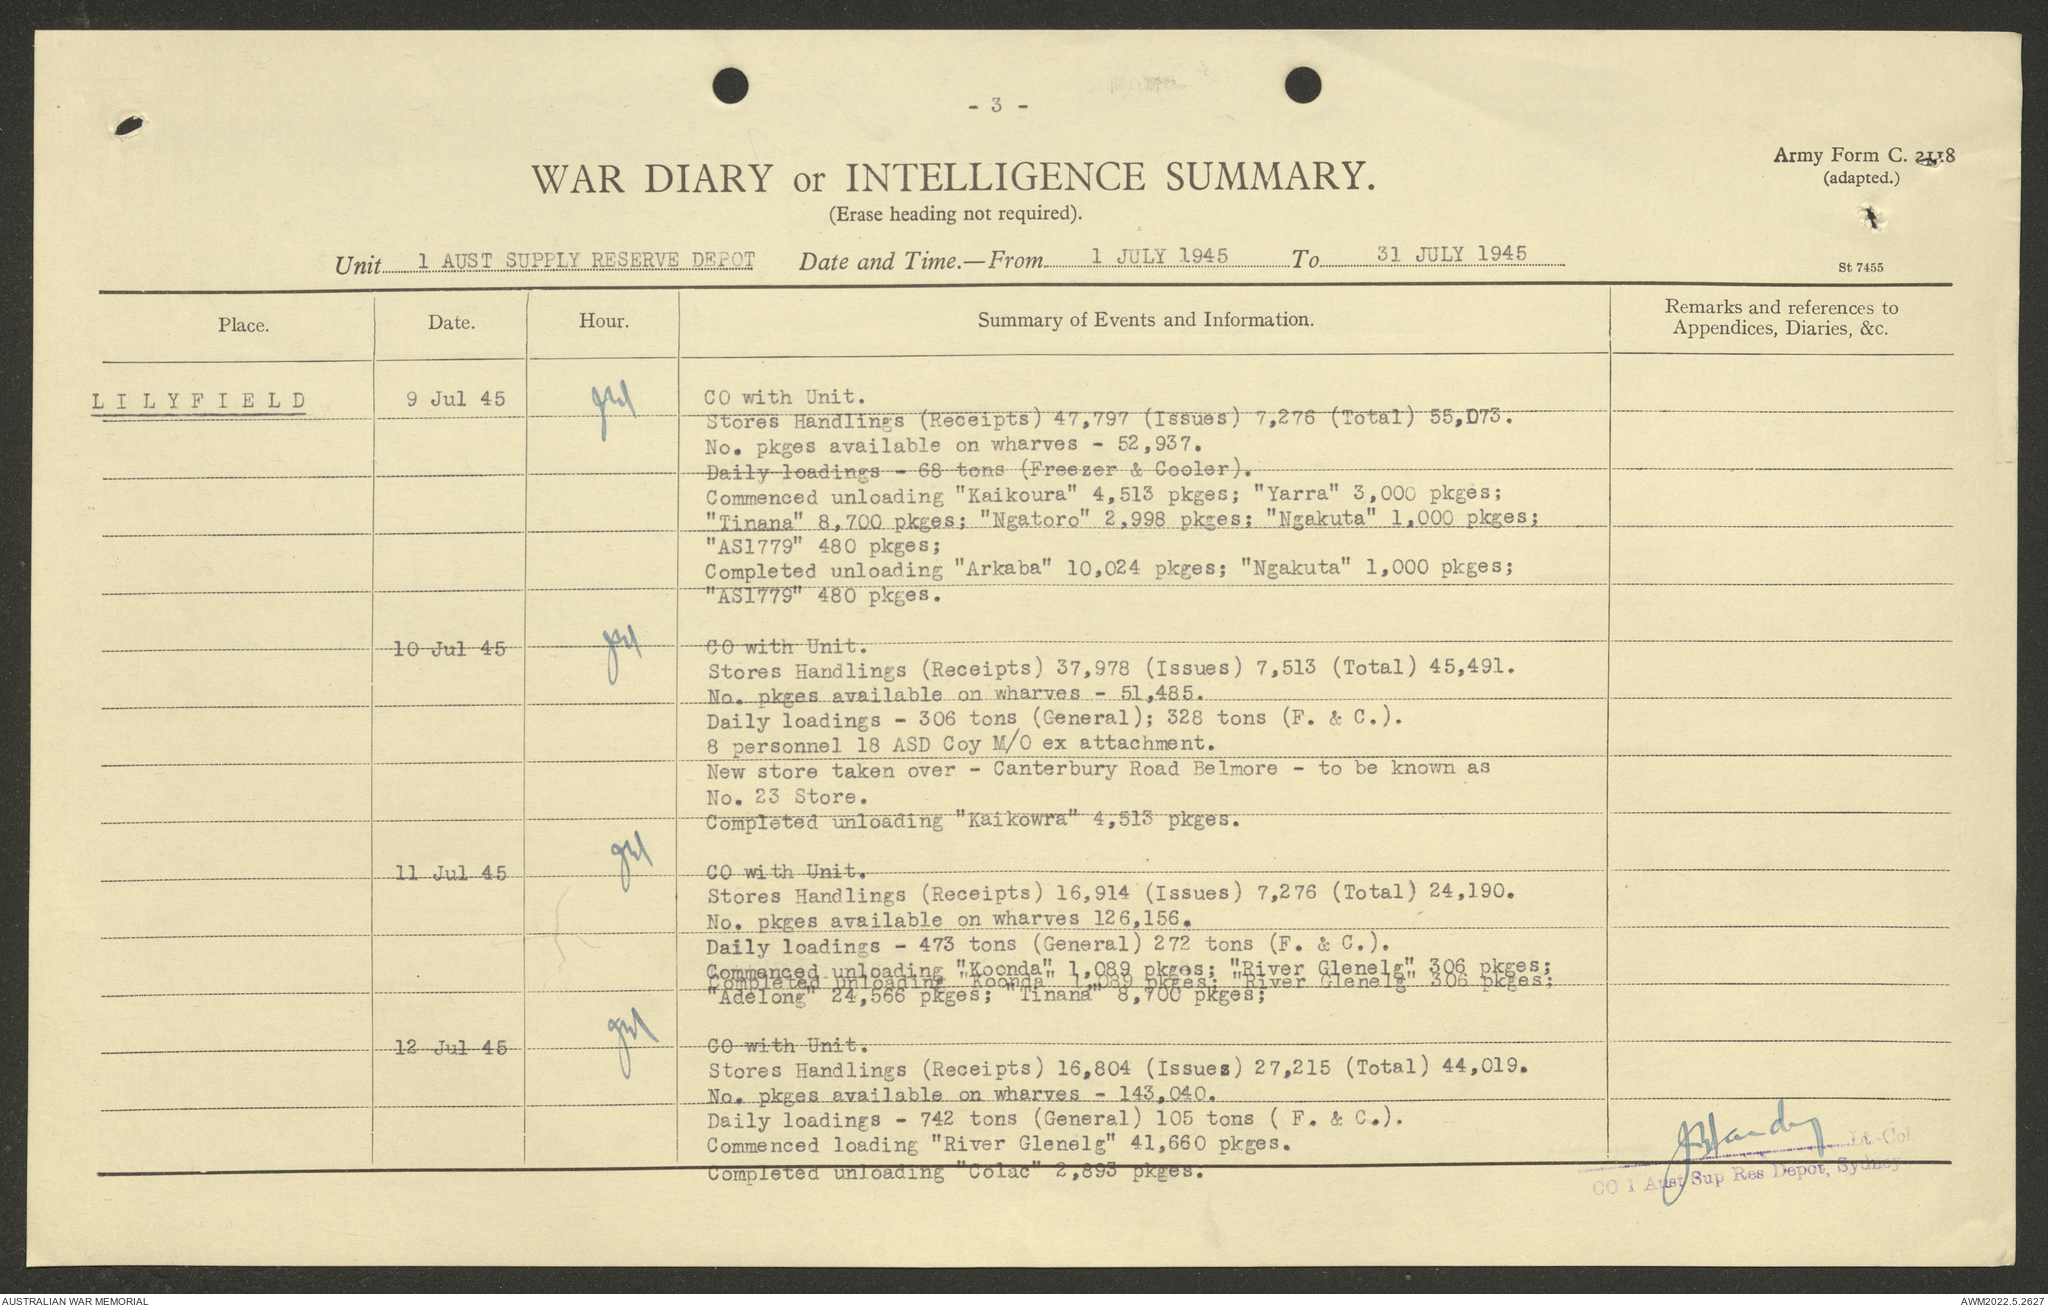 - 3 -
Army Form C. 2118
(adapted.)
WAR DIARY or INTELLIGENCE SUMMARY.
(Erase heading not required).
Unit 1 AUST SUPPLY RESERVE DEPOT Date and Time.—From 1 JULY 1945 To 31 JULY 1945
St 7455
Place. Date. Hour. Summary of Events and Information. Remarks and references to
Appendices, Diaries, &c.
LILYFIELD 9 Jul 45 CO with Unit.
Stores Handlings (Receipts) 47,797 (Issues) 7,276 (Total) 55,073.
No. pkges available on wharves - 52,937.
Daily loadings - 68 tons (Freezer & Cooler).
Commenced unloading "Kaikoura" 4,513 pkges; "Yarra" 3,000 pkges;
"Tinana" 8,700 pkges; "Ngatoro" 2,998 pkges; "Ngakuta" 1,000 pkges;
"AS1779" 480 pkges;
Completed unloading "Arkaba" 10,024 pkges; "Ngakuta" 1,000 pkges;
"AS1779" 480 pkges.
10 Jul 45 CO with Unit.
Stores Handlings (Receipts) 37,978 (Issues) 7,513 (Total) 45,491.
No. pkges available on wharves - 51,485.
Daily loadings - 306 tons (General); 328 tons (F. & C.).
8 personnel 18 ASD Coy M/O ex attachment.
New store taken over - Canterbury Road Belmore - to be known as
No. 23 Store.
Completed unloading "Kaikowra" 4,513 pkges.
11 Jul 45 CO with Unit.
Stores Handlings (Receipts) 16,914 (Issues) 7,276 (Total) 24,190.
No. pkges available on wharves 126,156.
Daily loadings - 473 tons (General) 272 tons (F. & C.).
Commenced unloading "Koonda" 1,089 pkges; "River Glenelg" 306 pkges;
Completed unloading "Koonda" 1,089 pkges; "River Glenelg" 306 pkges;
"Adelong" 24,566 pkges; "Tinana" 8,700 pkges;
12 Jul 45 CO with Unit.
Stores Handlings (Receipts) 16,804 (Issues) 27,215 (Total) 44,019.
No. pkges available on wharves - 143,040.
Daily loadings - 742 tons (General) 105 tons ( F. & C.).
Commenced loading "River Glenelg" 41,660 pkges.
Completed unloading "Colac" 2,893 pkges.
Lt.-Col
CO 1 Aust Sup Res Depot, Sydney
AUSTRALIAN WAR MEMORIAL
AWM2022.5.2627